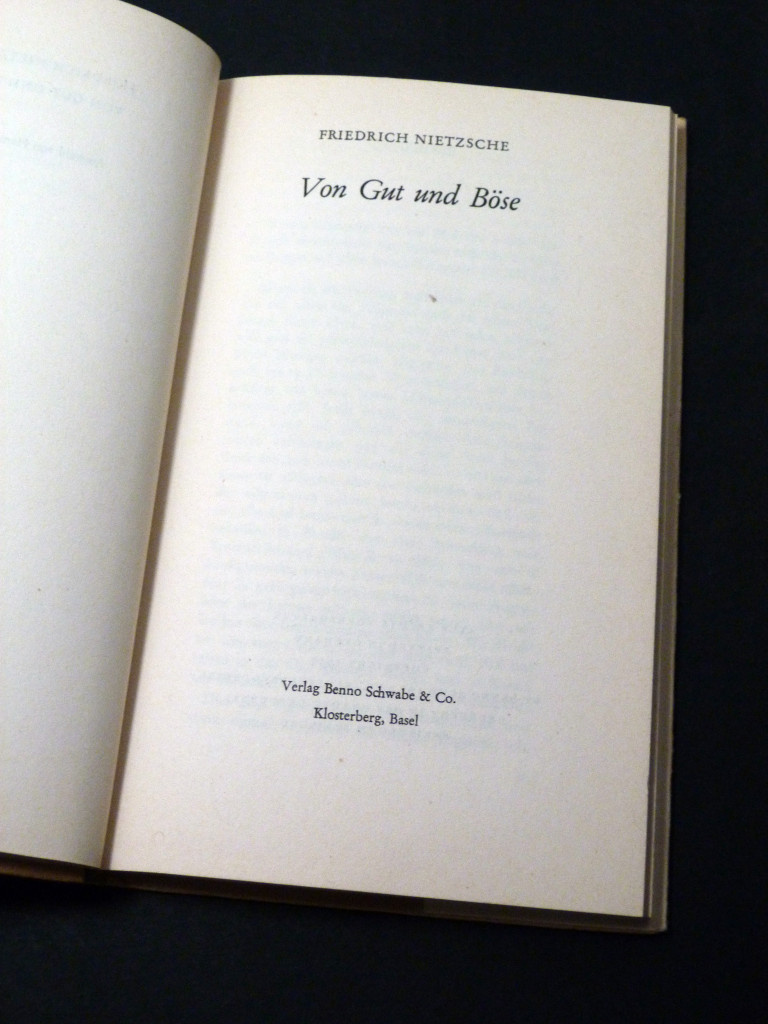 FRIEDRICH NIETZSCHE
Von Gut und Böse
Verlag Benno Schwabe & Co.
Klosterberg, Basel